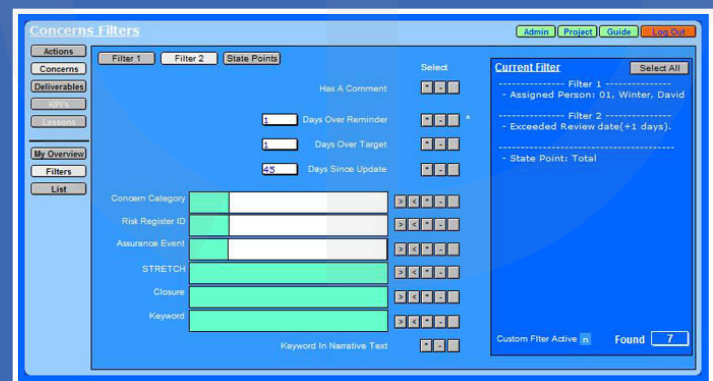 Concerns Filters
Admin Project Guide Log Out
Actions
Concerns
Deliverables
KPI's
Lessons
My Overview
Filters
List
Filter 1 Filter 2 State Points
Select
Has A Comment * -
1 Days Over Reminder * - *
1 Days Over Target * -
45 Days Since Update * -
Concern Category > < * -
Risk Register ID > < * -
Assurance Event > < * -
STRETCH > < * -
Closure > < * -
Keyword > < * -
Keyword In Narrative Text * -
Current Filter Select All
--------------- Filter 1 ---------------
- Assigned Person: 01, Winter, David
--------------- Filter 2 ---------------
- Exceeded Review date(+1 days).
----------------------------------------
- State Point: Total
Custom Flter Active n Found 7